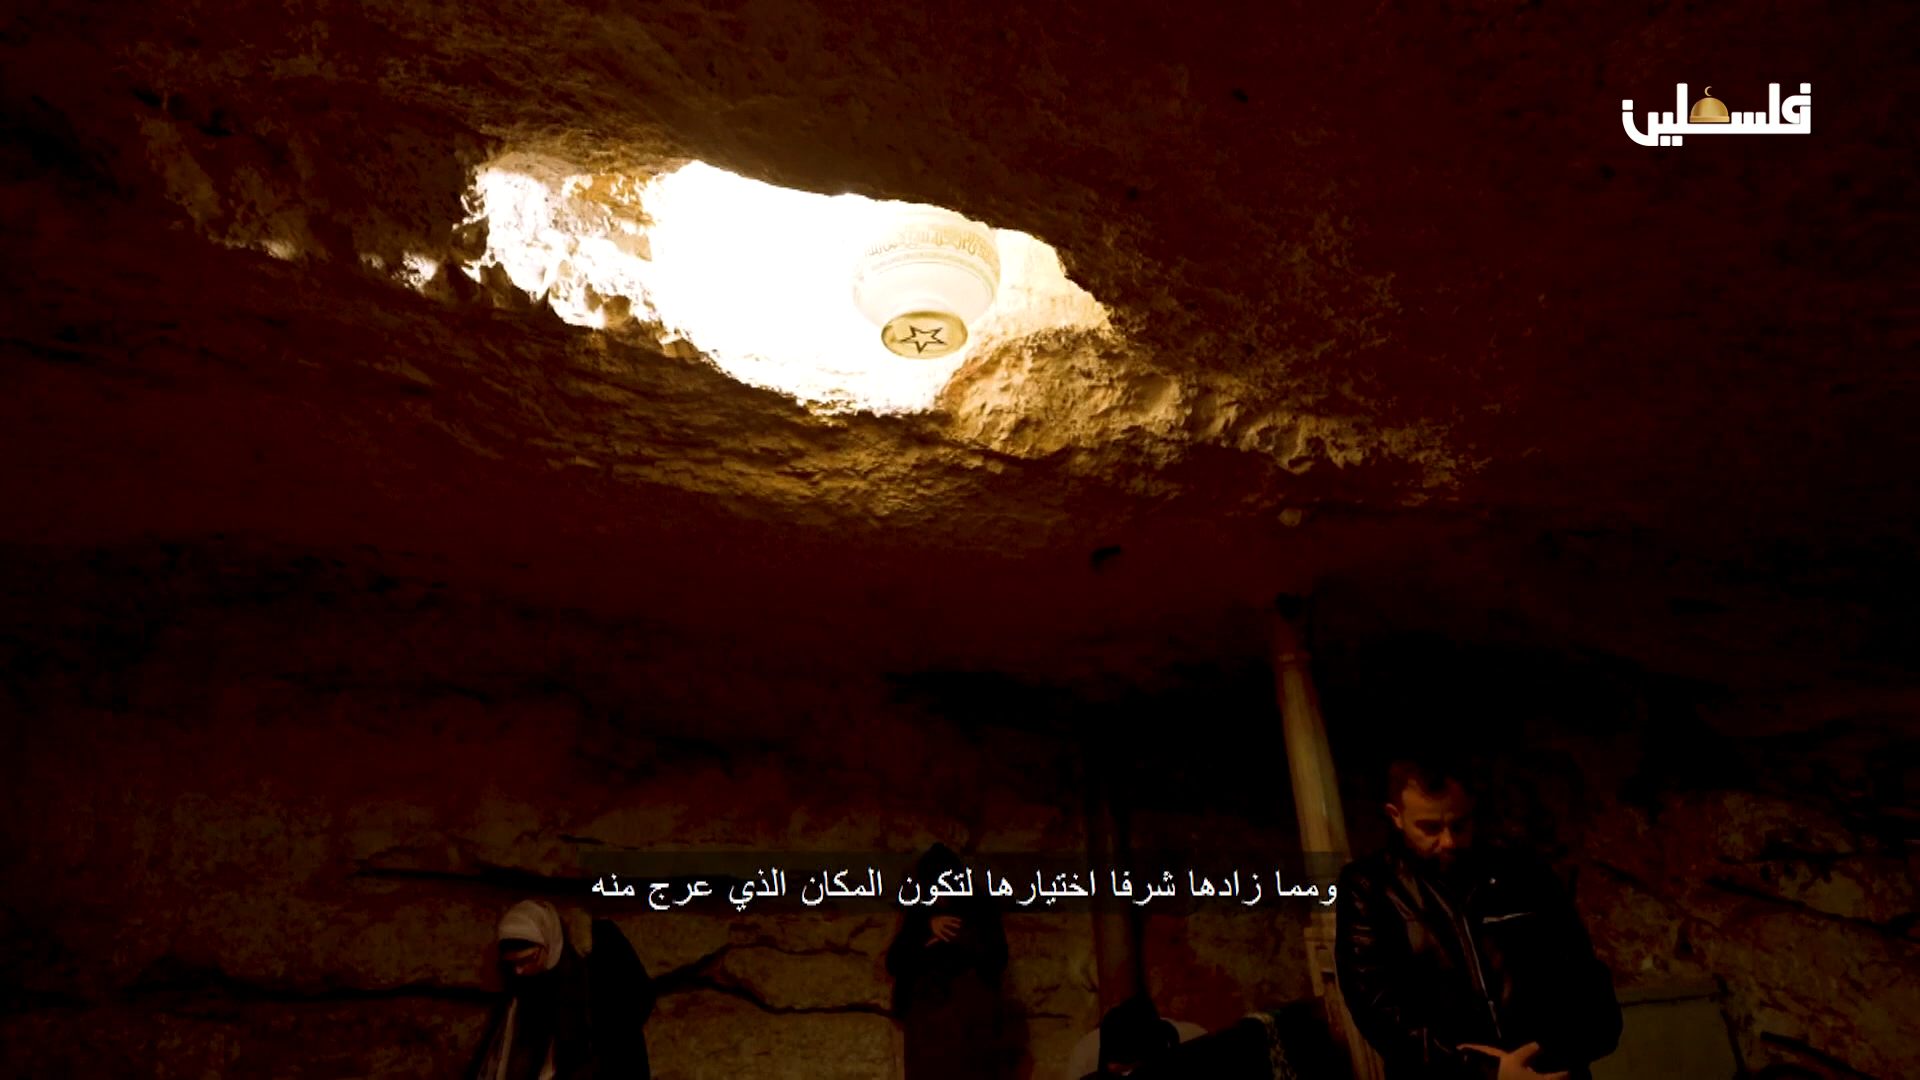 فلسطين
ومما زادها شرفا اختيارها لتكون المكان الذي عرج منه